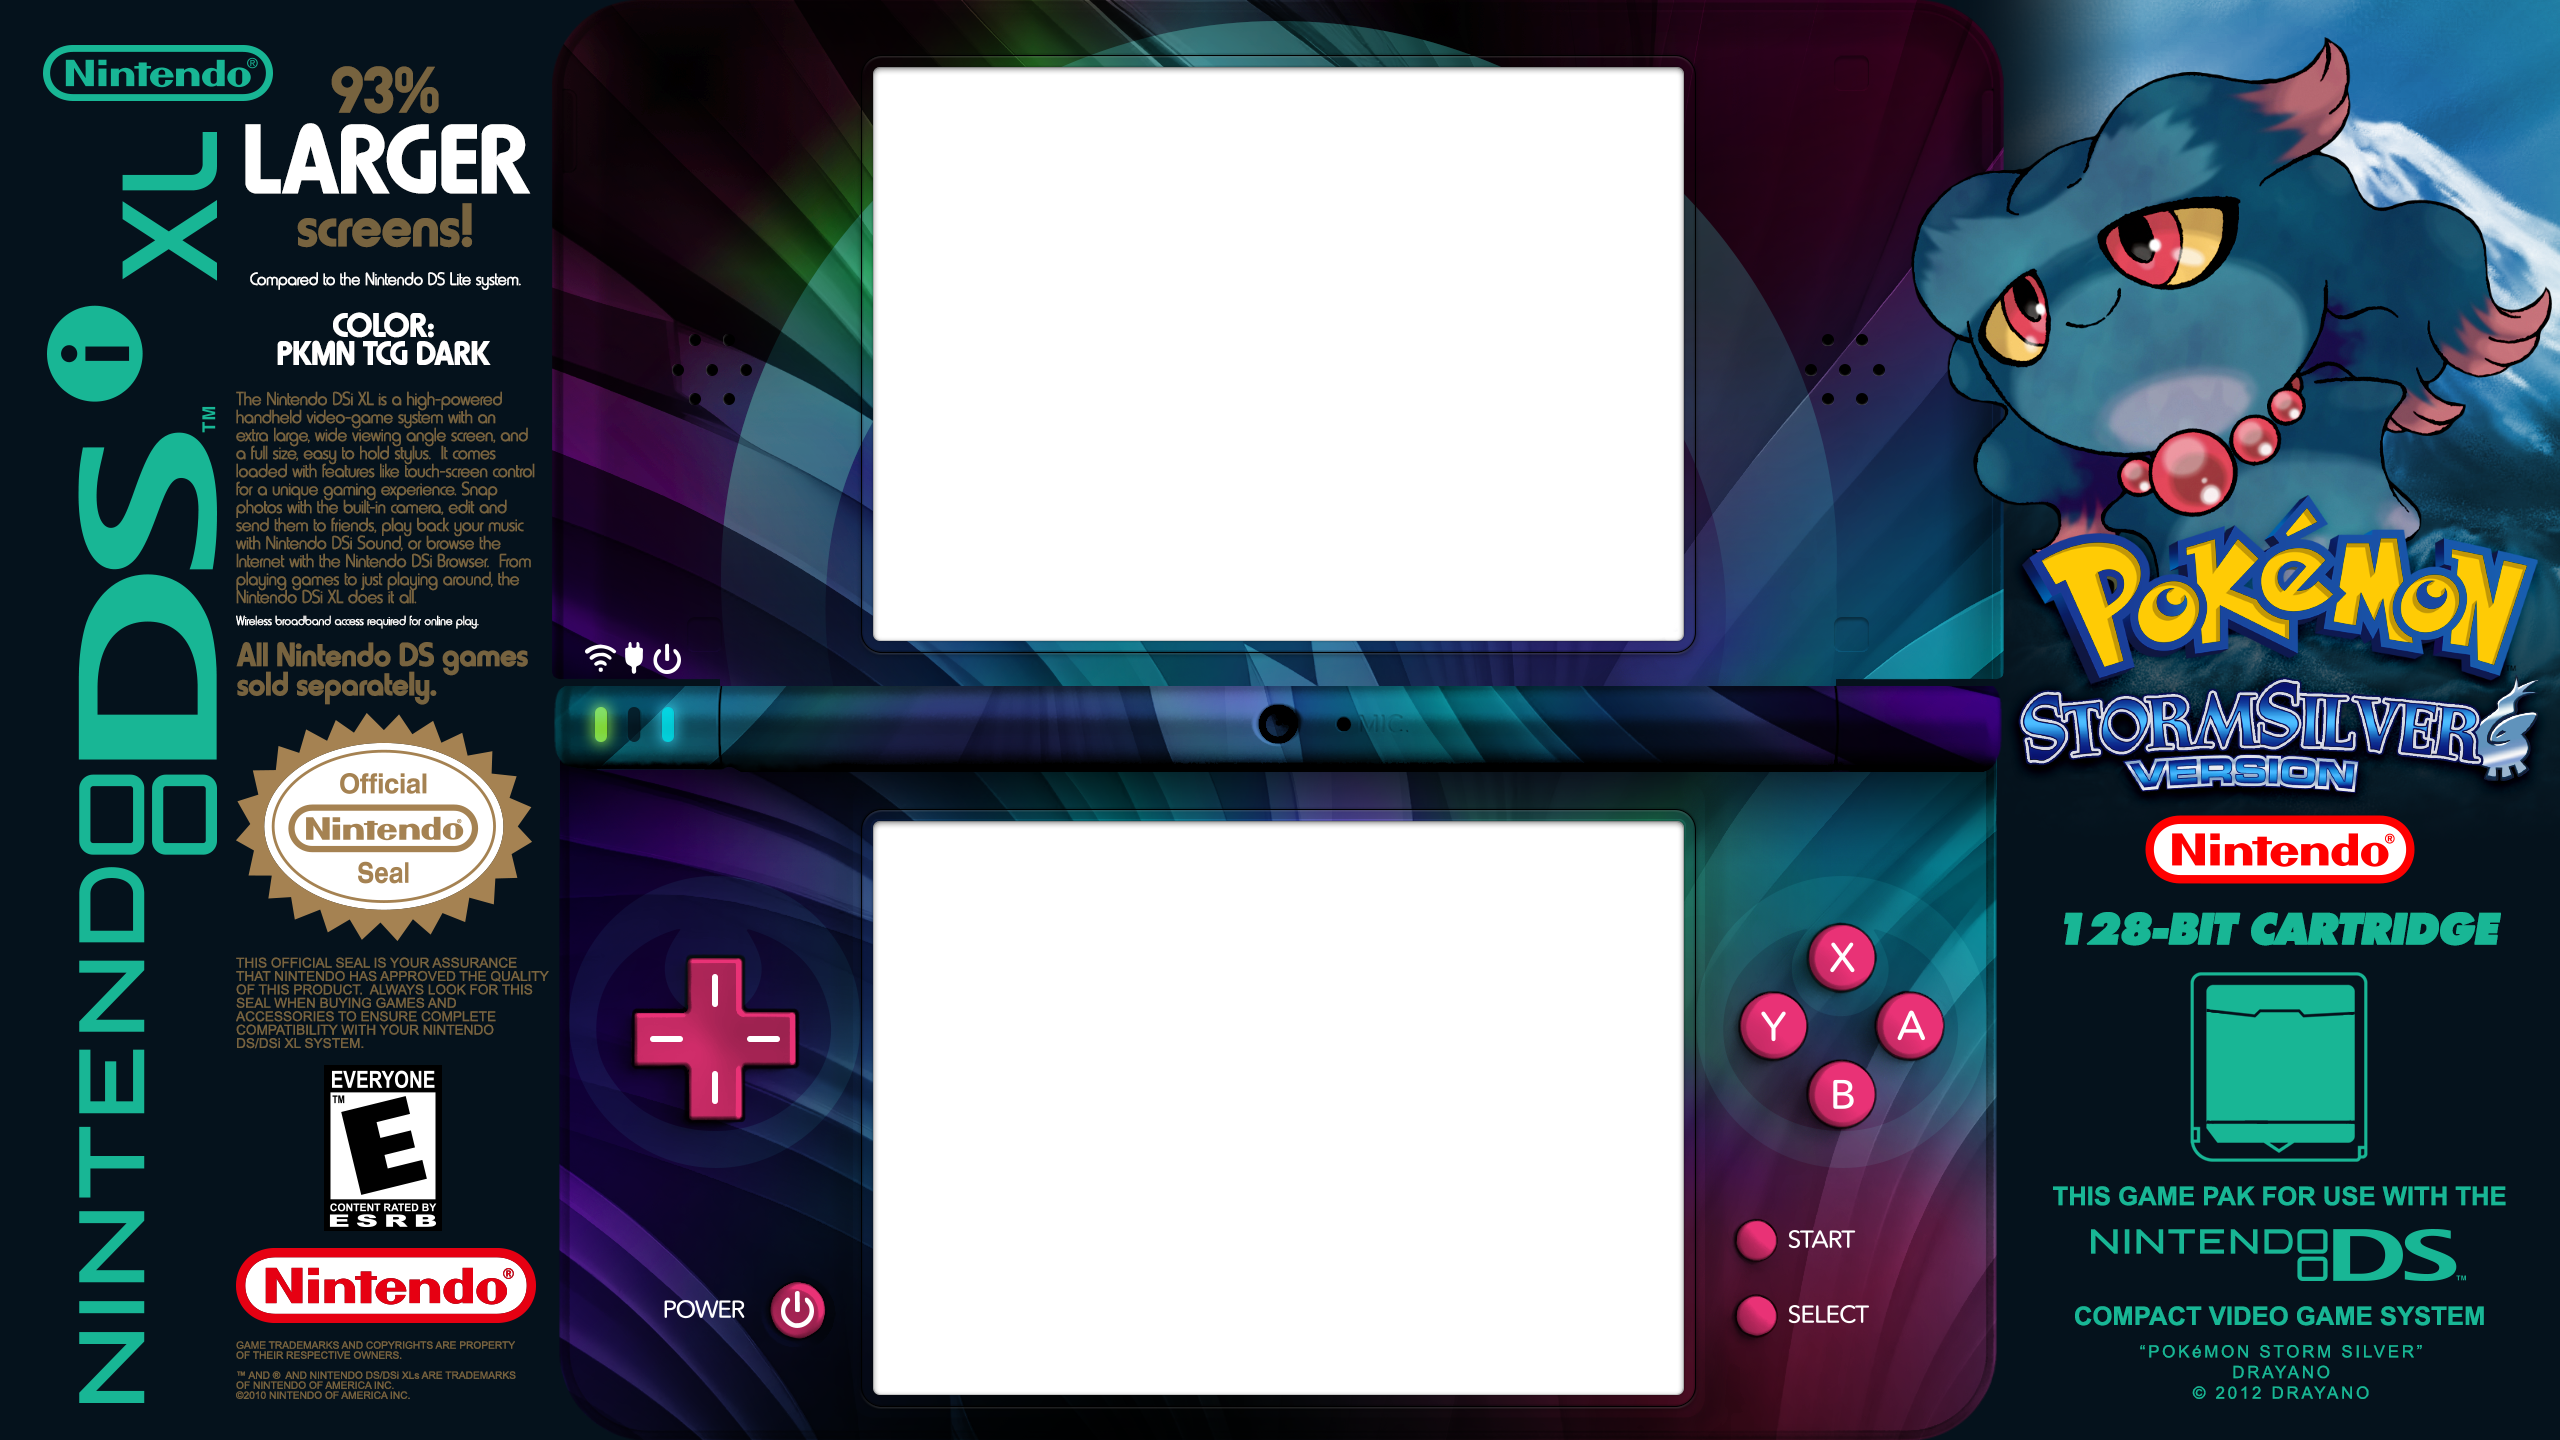 Nintendo®
NINTENDO DSi XL™
93%
LARGER
screens!
Compared to the Nintendo DS Lite system.
COLOR:
PKMN TCG DARK
The Nintendo DSi XL is a high-powered
handheld video-game system with an
extra large, wide viewing angle screen, and
a full size, easy to hold stylus. It comes
loaded with features like touch-screen control
for a unique gaming experience. Snap
photos with the built-in camera, edit and
send them to friends, play back your music
with Nintendo DSi Sound, or browse the
Internet with the Nintendo DSi Browser. From
playing games to just playing around, the
Nintendo DSi XL does it all.
Wireless broadband access required for online play.
All Nintendo DS games
sold separately.
Official
Nintendo®
Seal
THIS OFFICIAL SEAL IS YOUR ASSURANCE
THAT NINTENDO HAS APPROVED THE QUALITY
OF THIS PRODUCT. ALWAYS LOOK FOR THIS
SEAL WHEN BUYING GAMES AND
ACCESSORIES TO ENSURE COMPLETE
COMPATIBILITY WITH YOUR NINTENDO
DS/DSi XL SYSTEM.
EVERYONE
™
E
CONTENT RATED BY
ESRB
Nintendo®
GAME TRADEMARKS AND COPYRIGHTS ARE PROPERTY
OF THEIR RESPECTIVE OWNERS.
™ AND ® AND NINTENDO DS/DSi XLs ARE TRADEMARKS
OF NINTENDO OF AMERICA INC.
©2010 NINTENDO OF AMERICA INC.
MIC.
X
Y
A
B
START
SELECT
POWER
POKéMON™
STORMSILVER
VERSION
Nintendo®
128-BIT CARTRIDGE
THIS GAME PAK FOR USE WITH THE
NINTENDO DS™
COMPACT VIDEO GAME SYSTEM
“POKéMON STORM SILVER”
DRAYANO
© 2012 DRAYANO